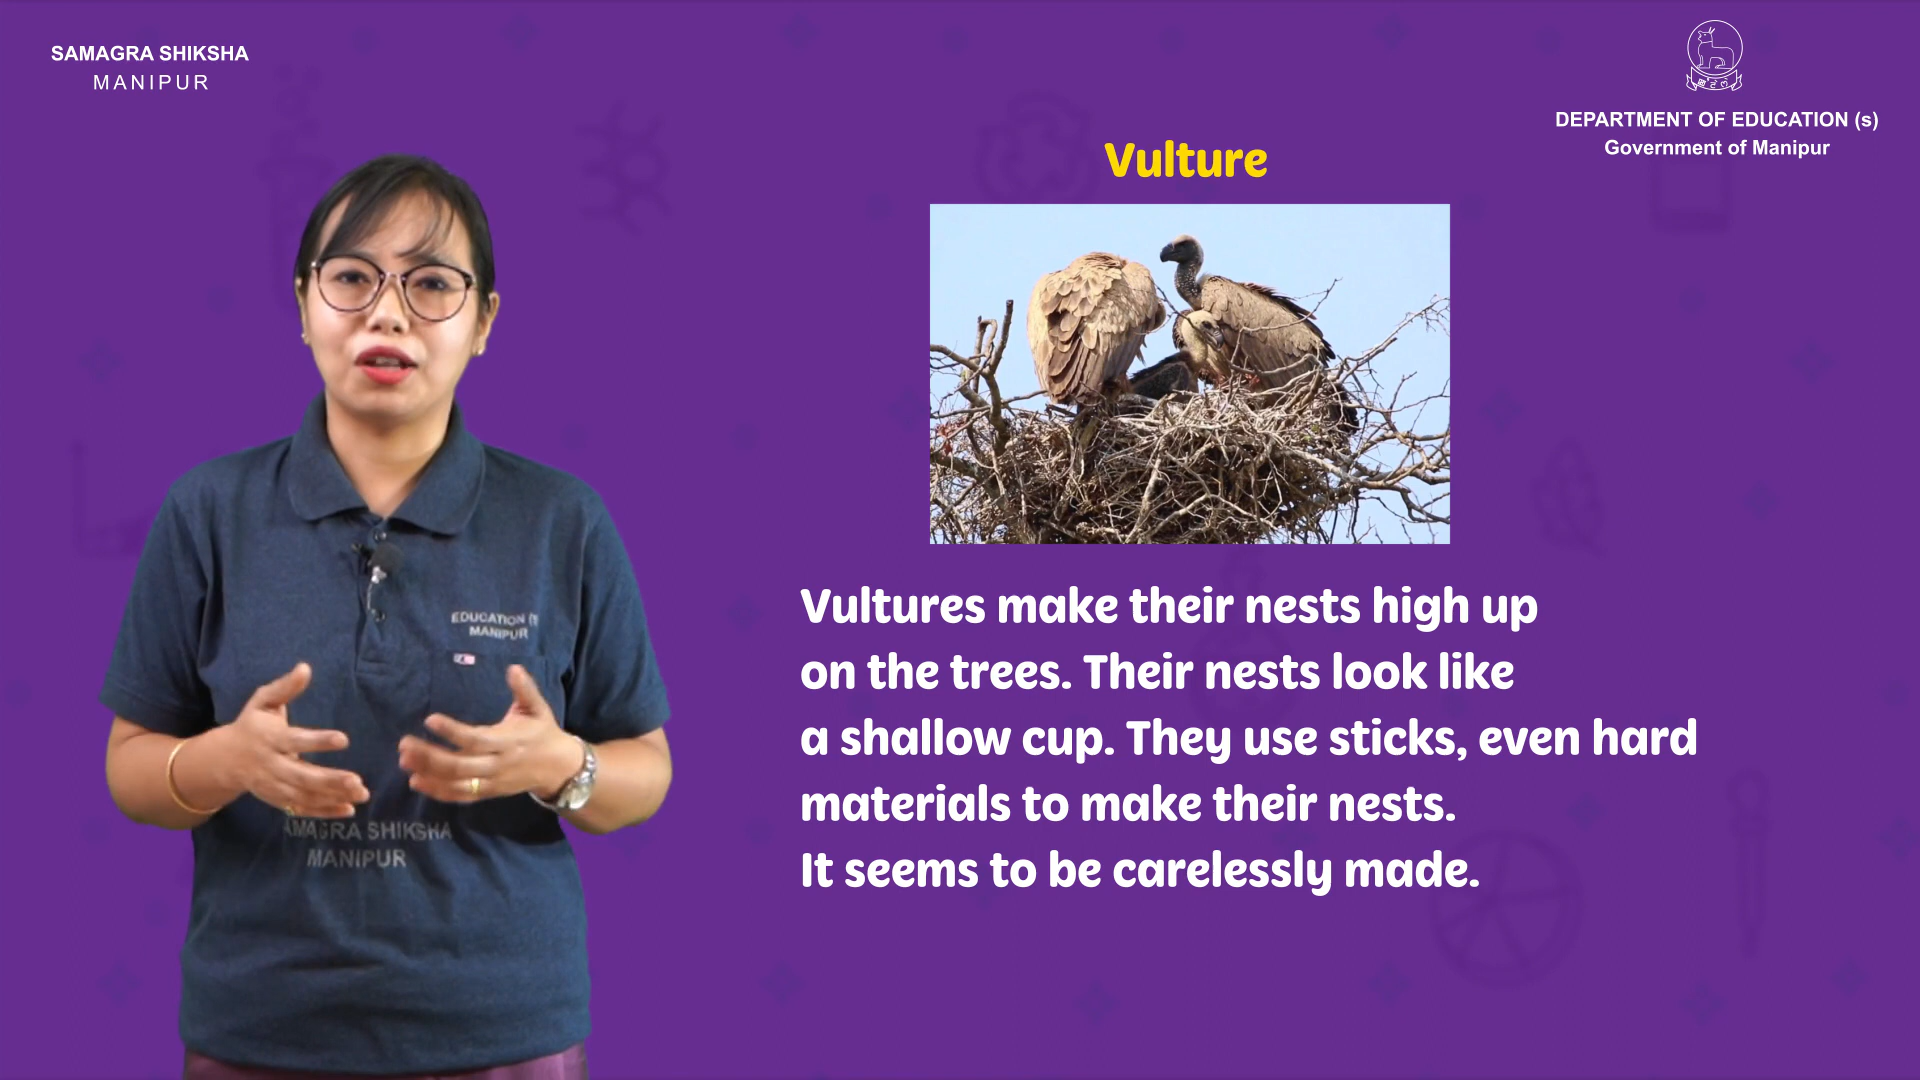 SAMAGRA SHIKSHA
MANIPUR
DEPARTMENT OF EDUCATION (s)
Government of Manipur
Vulture
Vultures make their nests high up
on the trees. Their nests look like
a shallow cup. They use sticks, even hard
materials to make their nests.
It seems to be carelessly made.
EDUCATION
MANIPUR
SHIKSHA
MANIPUR